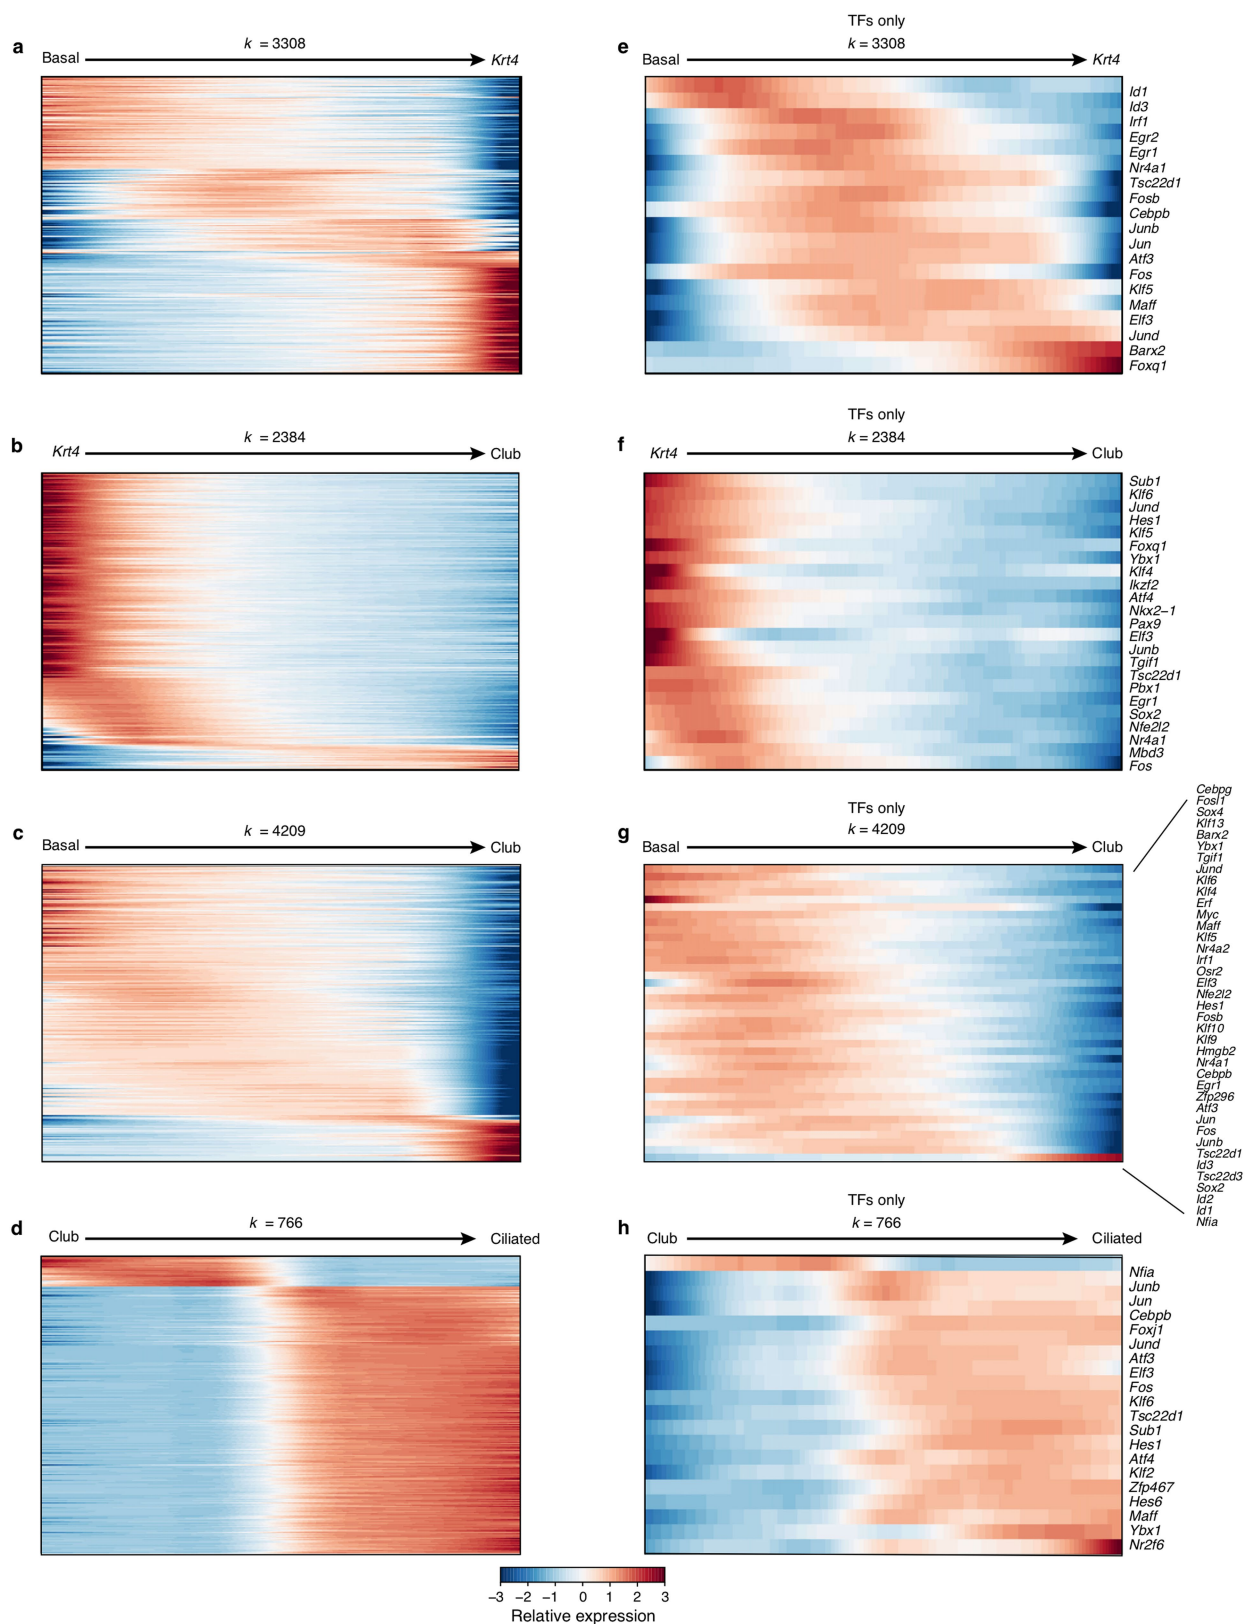 a
k = 3308
Basal
Krt4
TFs only
e
k = 3308
Basal
Krt4
Id1
Id3
Irf1
Egr2
Egr1
Nr4a1
Tsc22d1
Fosb
Cebpb
Junb
Jun
Atf3
Fos
Klf5
Maff
Elf3
Jund
Barx2
Foxq1
b
k = 2384
Krt4
Club
TFs only
f
k = 2384
Krt4
Club
Sub1
Klf6
Jund
Hes1
Klf5
Foxq1
Ybx1
Klf4
Ikzf2
Atf4
Nkx2−1
Pax9
Elf3
Junb
Tgif1
Tsc22d1
Pbx1
Egr1
Sox2
Nfe2l2
Nr4a1
Mbd3
Fos
c
k = 4209
Basal
Club
TFs only
g
k = 4209
Basal
Club
Cebpg
Fosl1
Sox4
Klf13
Barx2
Ybx1
Tgif1
Jund
Klf6
Klf4
Erf
Myc
Maff
Klf5
Nr4a2
Irf1
Osr2
Elf3
Nfe2l2
Hes1
Fosb
Klf10
Klf9
Hmgb2
Nr4a1
Cebpb
Egr1
Zfp296
Atf3
Jun
Fos
Junb
Tsc22d1
Id3
Tsc22d3
Sox2
Id2
Id1
Nfia
d
k = 766
Club
Ciliated
TFs only
h
k = 766
Club
Ciliated
Nfia
Junb
Jun
Cebpb
Foxj1
Jund
Atf3
Elf3
Fos
Klf6
Tsc22d1
Sub1
Hes1
Atf4
Klf2
Zfp467
Hes6
Maff
Ybx1
Nr2f6
−3 −2 −1 0 1 2 3
Relative expression